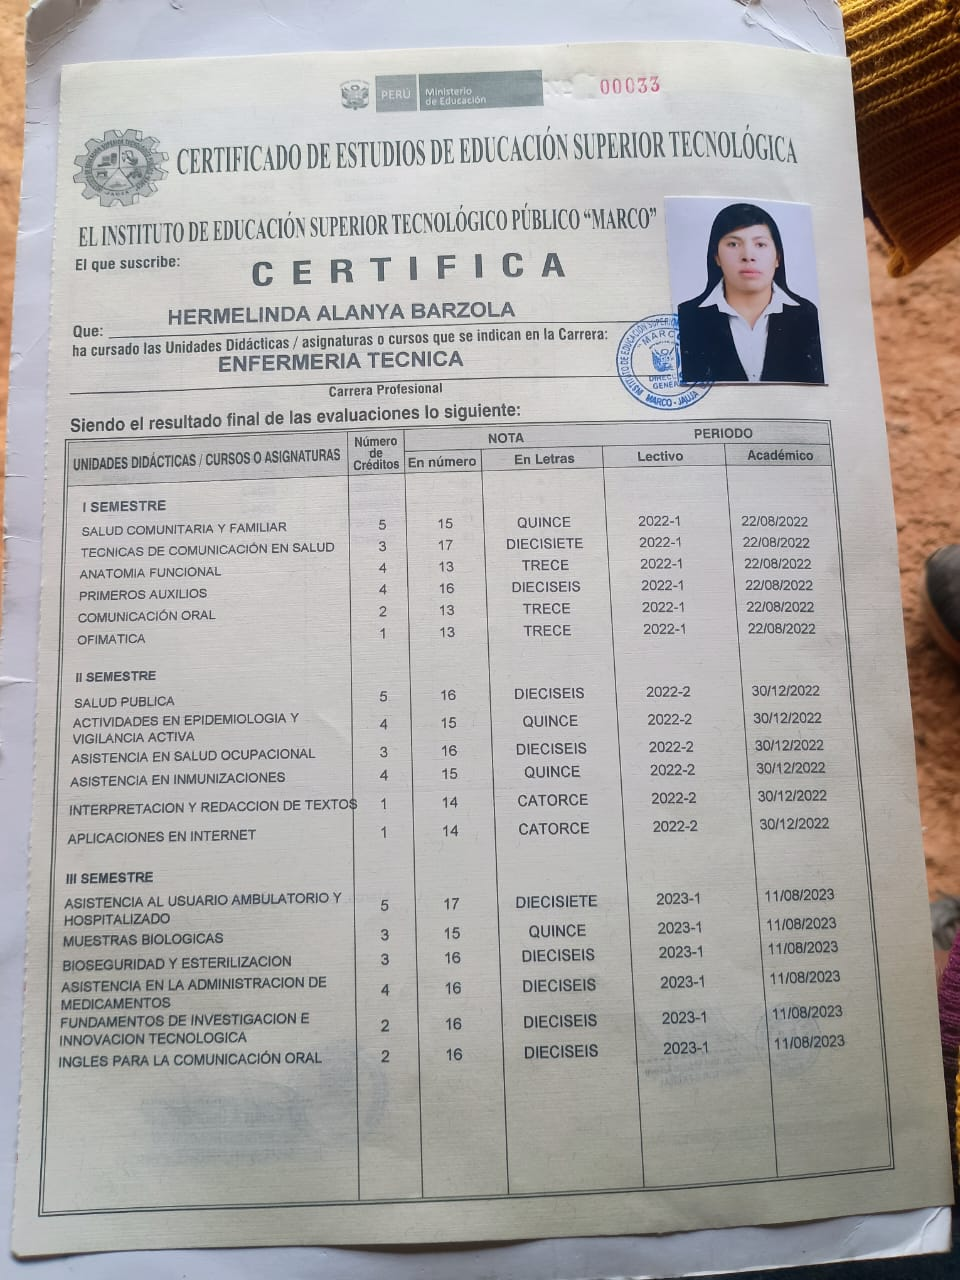 PERÚ Ministerio
de Educación
00033
CERTIFICADO DE ESTUDIOS DE EDUCACIÓN SUPERIOR TECNOLÓGICA
EL INSTITUTO DE EDUCACIÓN SUPERIOR TECNOLÓGICO PÚBLICO “MARCO”
El que suscribe:
CERTIFICA
Que: HERMELINDA ALANYA BARZOLA
ha cursado las Unidades Didácticas / asignaturas o cursos que se indican en la Carrera:
ENFERMERIA TECNICA
Carrera Profesional
INSTITUTO DE EDUCACIÓN SUPERIOR
MARCO
GENERAL
MARCO - JAUJA
Siendo el resultado final de las evaluaciones lo siguiente:
UNIDADES DIDÁCTICAS / CURSOS O ASIGNATURAS Número de Créditos NOTA PERIODO
En número En Letras Lectivo Académico
I SEMESTRE
SALUD COMUNITARIA Y FAMILIAR 5 15 QUINCE 2022-1 22/08/2022
TECNICAS DE COMUNICACIÓN EN SALUD 3 17 DIECISIETE 2022-1 22/08/2022
ANATOMIA FUNCIONAL 4 13 TRECE 2022-1 22/08/2022
PRIMEROS AUXILIOS 4 16 DIECISEIS 2022-1 22/08/2022
COMUNICACIÓN ORAL 2 13 TRECE 2022-1 22/08/2022
OFIMATICA 1 13 TRECE 2022-1 22/08/2022
II SEMESTRE
SALUD PUBLICA 5 16 DIECISEIS 2022-2 30/12/2022
ACTIVIDADES EN EPIDEMIOLOGIA Y
VIGILANCIA ACTIVA 4 15 QUINCE 2022-2 30/12/2022
ASISTENCIA EN SALUD OCUPACIONAL 3 16 DIECISEIS 2022-2 30/12/2022
ASISTENCIA EN INMUNIZACIONES 4 15 QUINCE 2022-2 30/12/2022
INTERPRETACION Y REDACCION DE TEXTOS 1 14 CATORCE 2022-2 30/12/2022
APLICACIONES EN INTERNET 1 14 CATORCE 2022-2 30/12/2022
III SEMESTRE
ASISTENCIA AL USUARIO AMBULATORIO Y
HOSPITALIZADO 5 17 DIECISIETE 2023-1 11/08/2023
MUESTRAS BIOLOGICAS 3 15 QUINCE 2023-1 11/08/2023
BIOSEGURIDAD Y ESTERILIZACION 3 16 DIECISEIS 2023-1 11/08/2023
ASISTENCIA EN LA ADMINISTRACION DE
MEDICAMENTOS 4 16 DIECISEIS 2023-1 11/08/2023
FUNDAMENTOS DE INVESTIGACION E
INNOVACION TECNOLOGICA 2 16 DIECISEIS 2023-1 11/08/2023
INGLES PARA LA COMUNICACIÓN ORAL 2 16 DIECISEIS 2023-1 11/08/2023